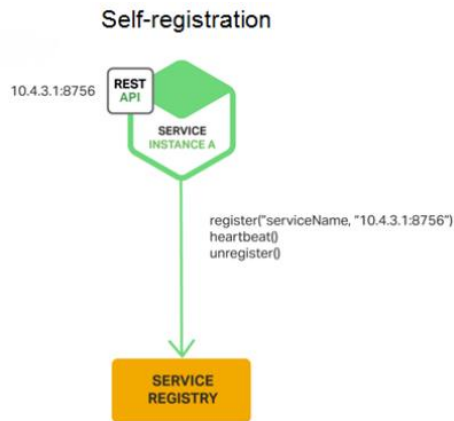 Self-registration
10.4.3.1:8756
REST
API
SERVICE
INSTANCE A
register("serviceName, "10.4.3.1:8756")
heartbeat()
unregister()
SERVICE
REGISTRY